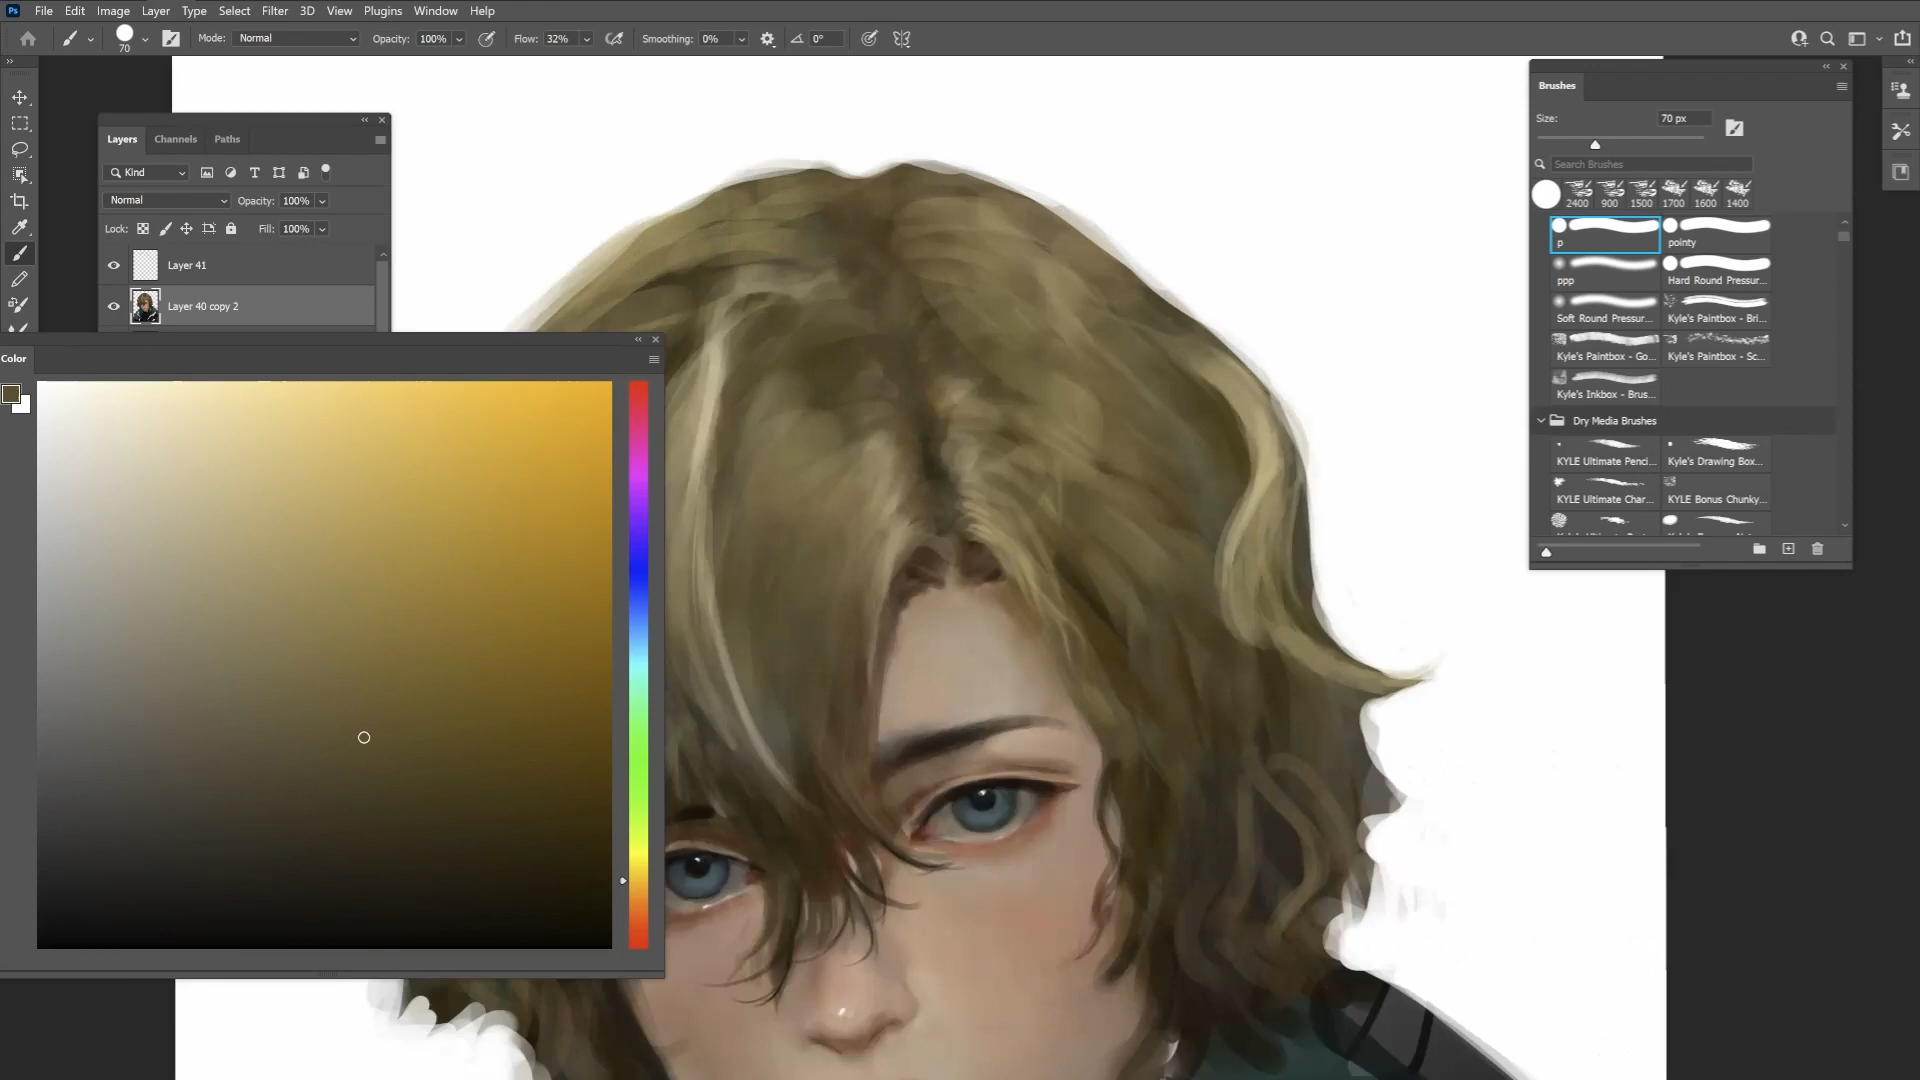 Ps File Edit Image Layer Type Select Filter 3D View Plugins Window Help
70 Mode: Normal Opacity: 100% Flow: 32% Smoothing: 0% 0°
Brushes
Size: 70 px
Search Brushes
2400 900 1500 1700 1600 1400
p pointy
ppp Hard Round Pressur...
Soft Round Pressur... Kyle's Paintbox - Bri...
Kyle's Paintbox - Go... Kyle's Paintbox - Sc...
Kyle's Inkbox - Brus...
Dry Media Brushes
KYLE Ultimate Penci... Kyle's Drawing Box...
KYLE Ultimate Char... KYLE Bonus Chunky...
Layers Channels Paths
Kind
Normal Opacity: 100%
Lock: Fill: 100%
Layer 41
Layer 40 copy 2
Color